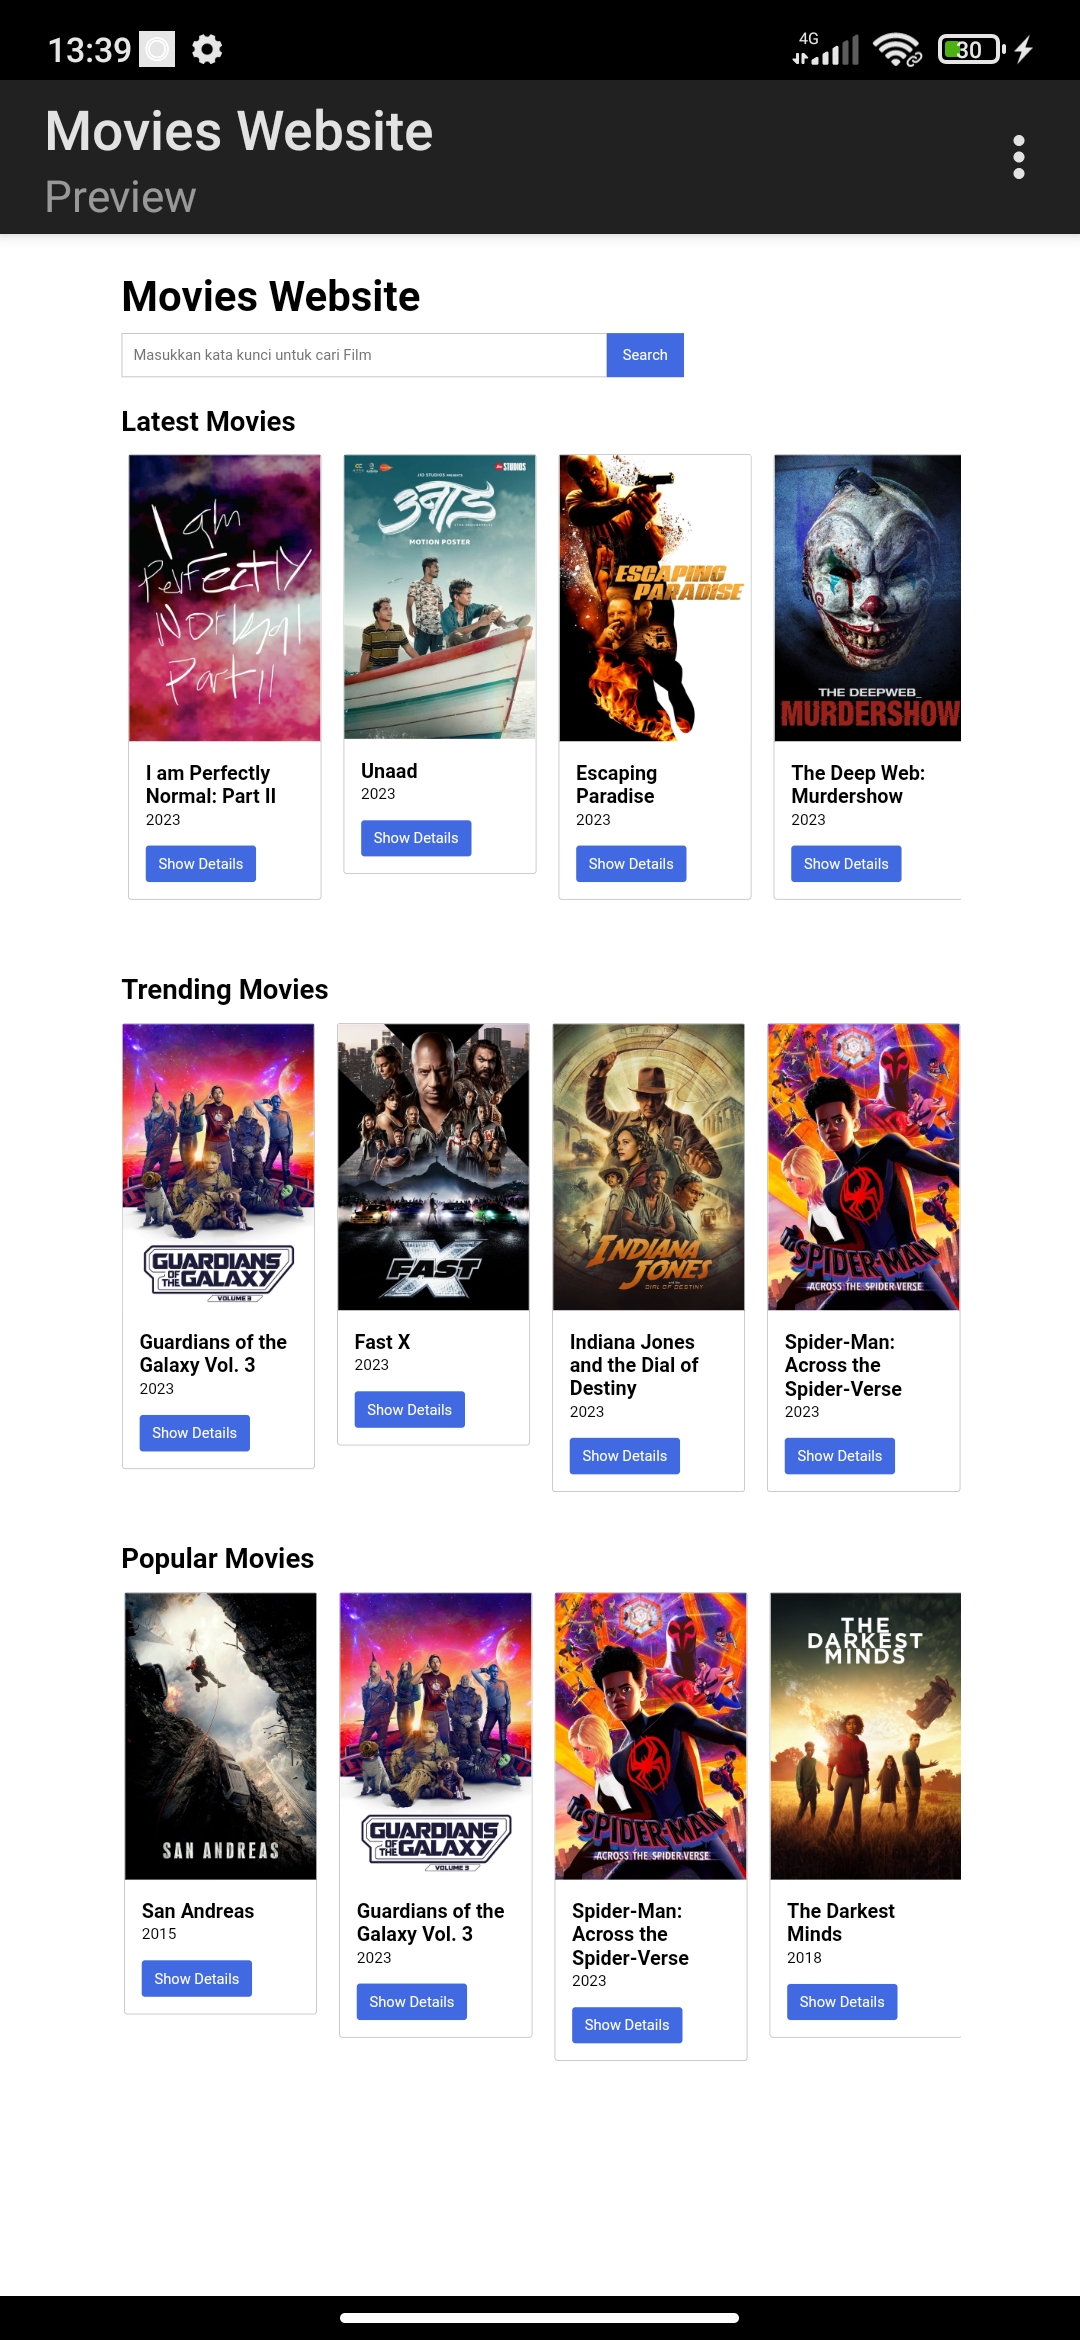 13:39
4G
30
Movies Website
Preview
Movies Website
Masukkan kata kunci untuk cari Film
Search
Latest Movies
I am
Perfectly
Normal
Part II
JIO STUDIOS PRESENTS
STUDIOS
उनाड
MOTION POSTER
ESCAPING
PARADISE
THE DEEPWEB_
MURDERSHOW
I am Perfectly
Normal: Part II
2023
Show Details
Unaad
2023
Show Details
Escaping
Paradise
2023
Show Details
The Deep Web:
Murdershow
2023
Show Details
Trending Movies
GUARDIANS
OF THE
GALAXY
VOLUME 3
FAST X
INDIANA
JONES
DIAL OF DESTINY
SPIDER-MAN
ACROSS THE SPIDER-VERSE
Guardians of the
Galaxy Vol. 3
2023
Show Details
Fast X
2023
Show Details
Indiana Jones
and the Dial of
Destiny
2023
Show Details
Spider-Man:
Across the
Spider-Verse
2023
Show Details
Popular Movies
SAN ANDREAS
GUARDIANS
OF THE
GALAXY
VOLUME 3
SPIDER-MAN
ACROSS THE SPIDER-VERSE
THE
DARKEST
MINDS
San Andreas
2015
Show Details
Guardians of the
Galaxy Vol. 3
2023
Show Details
Spider-Man:
Across the
Spider-Verse
2023
Show Details
The Darkest
Minds
2018
Show Details